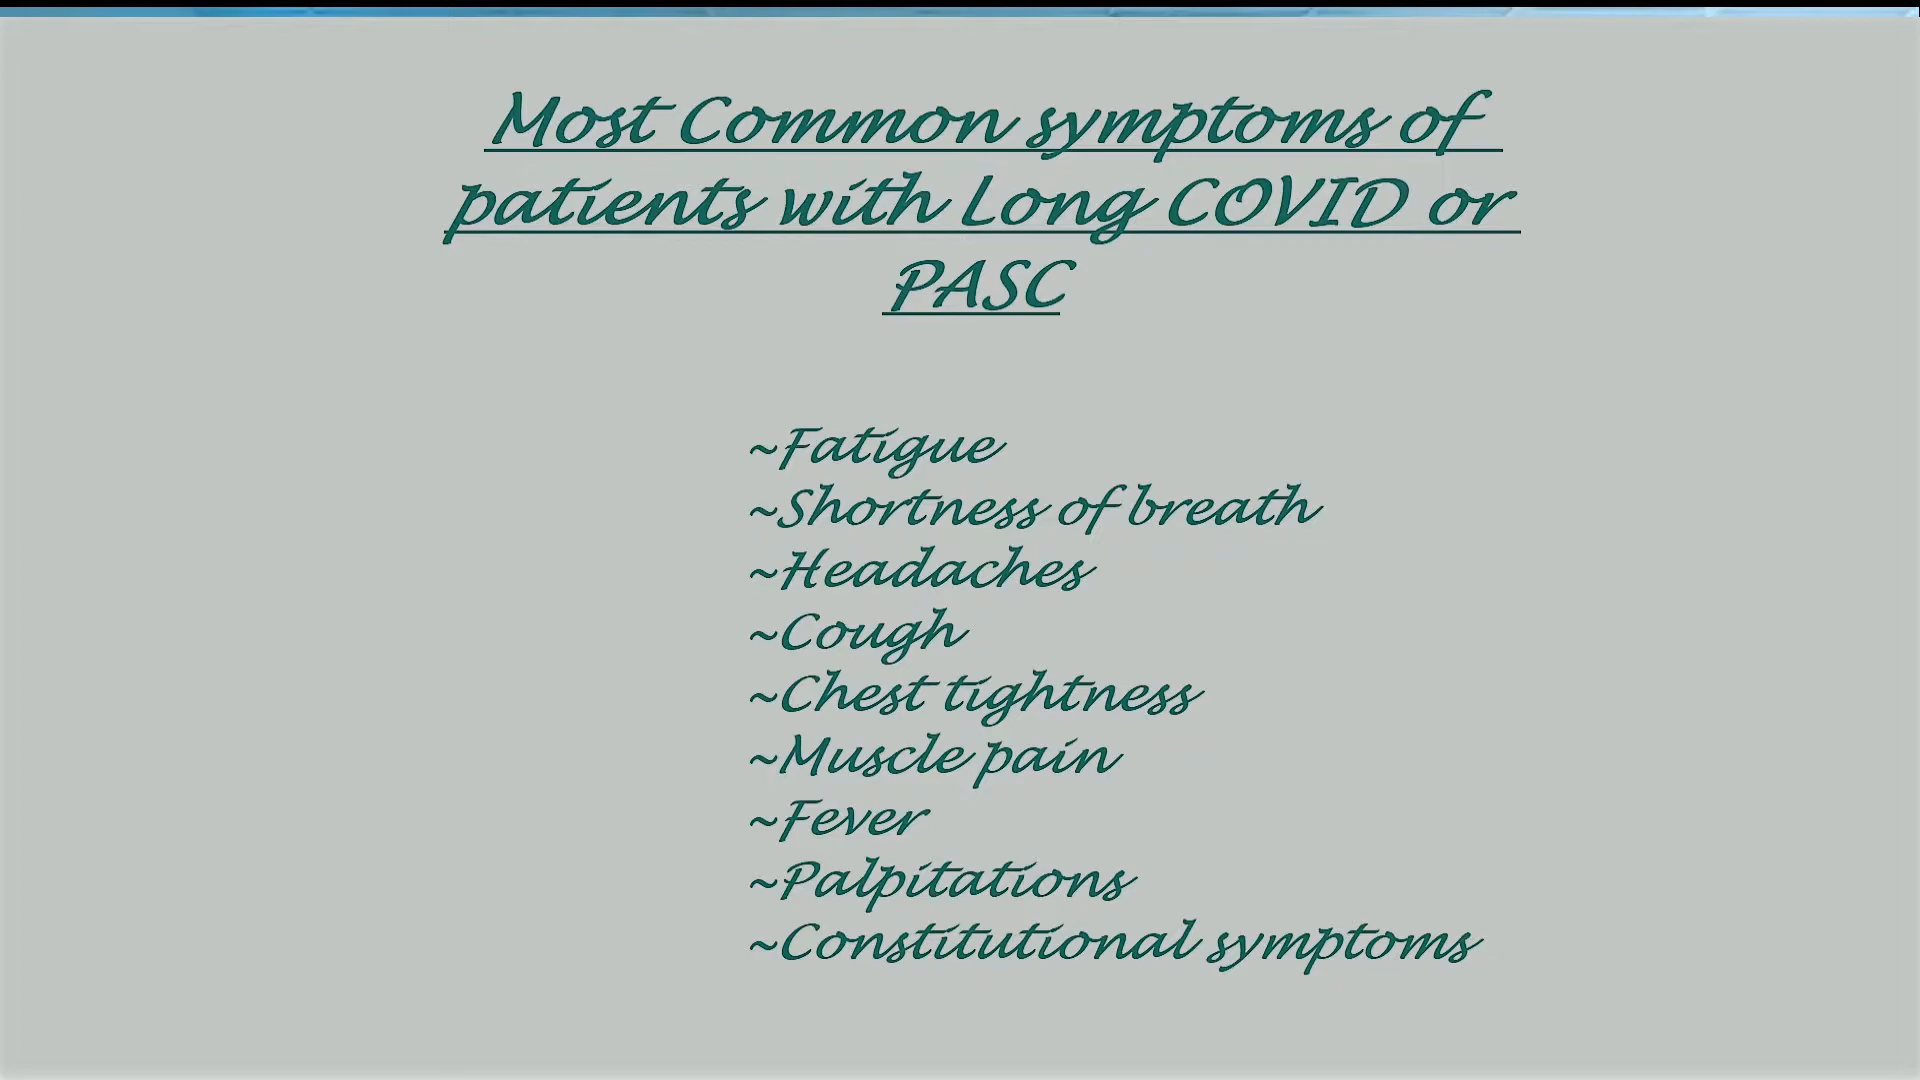 Most Common symptoms of
patients with Long COVID or
PASC
~Fatigue
~Shortness of breath
~Headaches
~Cough
~Chest tightness
~Muscle pain
~Fever
~Palpitations
~Constitutional symptoms